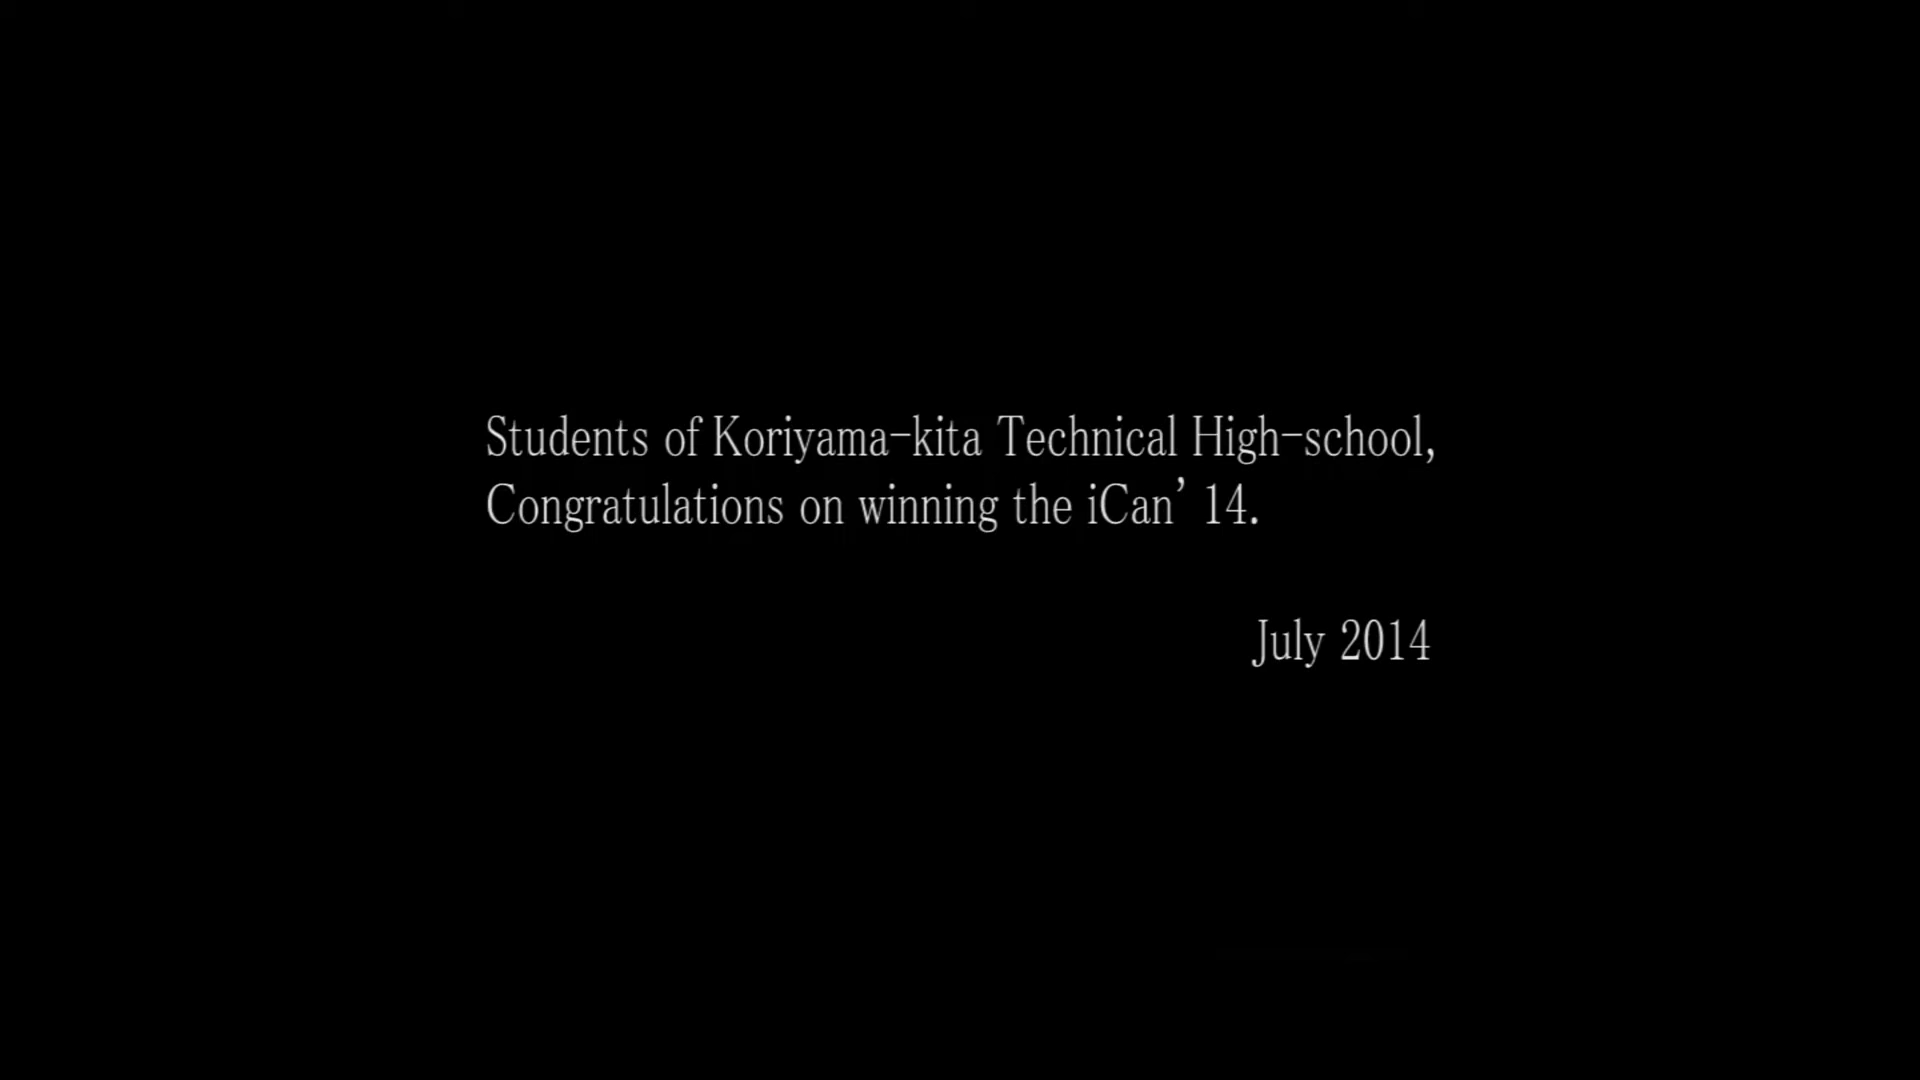 Students of Koriyama-kita Technical High-school,
Congratulations on winning the iCan’14.
July 2014